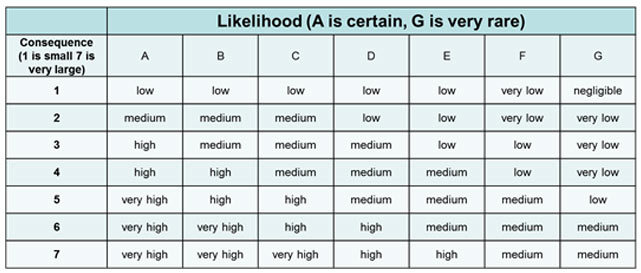 Likelihood (A is certain, G is very rare)
Consequence
(1 is small 7 is
very large)
A B C D E F G
1 low low low low low very low negligible
2 medium medium medium low low very low very low
3 high medium medium medium low low very low
4 high high medium medium medium low very low
5 very high high high medium medium medium low
6 very high very high high high medium medium medium
7 very high very high very high high high medium medium